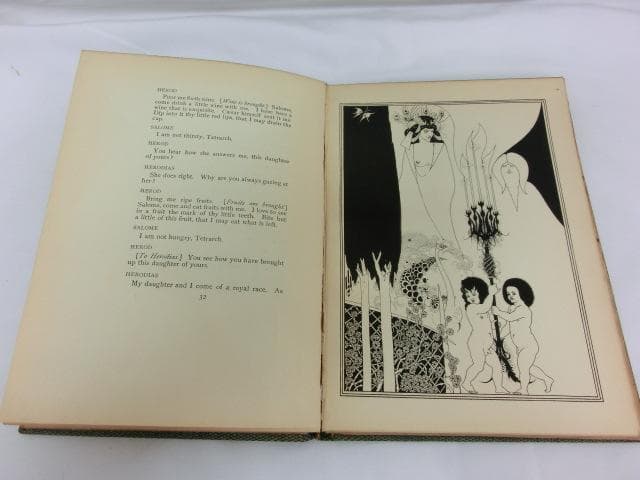 HEROD
Pour me forth wine. [Wine is brought.] Salome,
come drink a little wine with me. I have here a
wine that is exquisite. Cæsar himself sent it me.
Dip into it thy little red lips, that I may drain the
cup.
SALOME
I am not thirsty, Tetrarch.
HEROD
You hear how she answers me, this daughter
of yours?
HERODIAS
She does right. Why are you always gazing at
her?
HEROD
Bring me ripe fruits. [Fruits are brought.]
Salome, come and eat fruits with me. I love to see
in a fruit the mark of thy little teeth. Bite but
a little of this fruit, that I may eat what is left.
SALOME
I am not hungry, Tetrarch.
HEROD
[To Herodias.] You see how you have brought
up this daughter of yours.
HERODIAS
My daughter and I come of a royal race. As
32